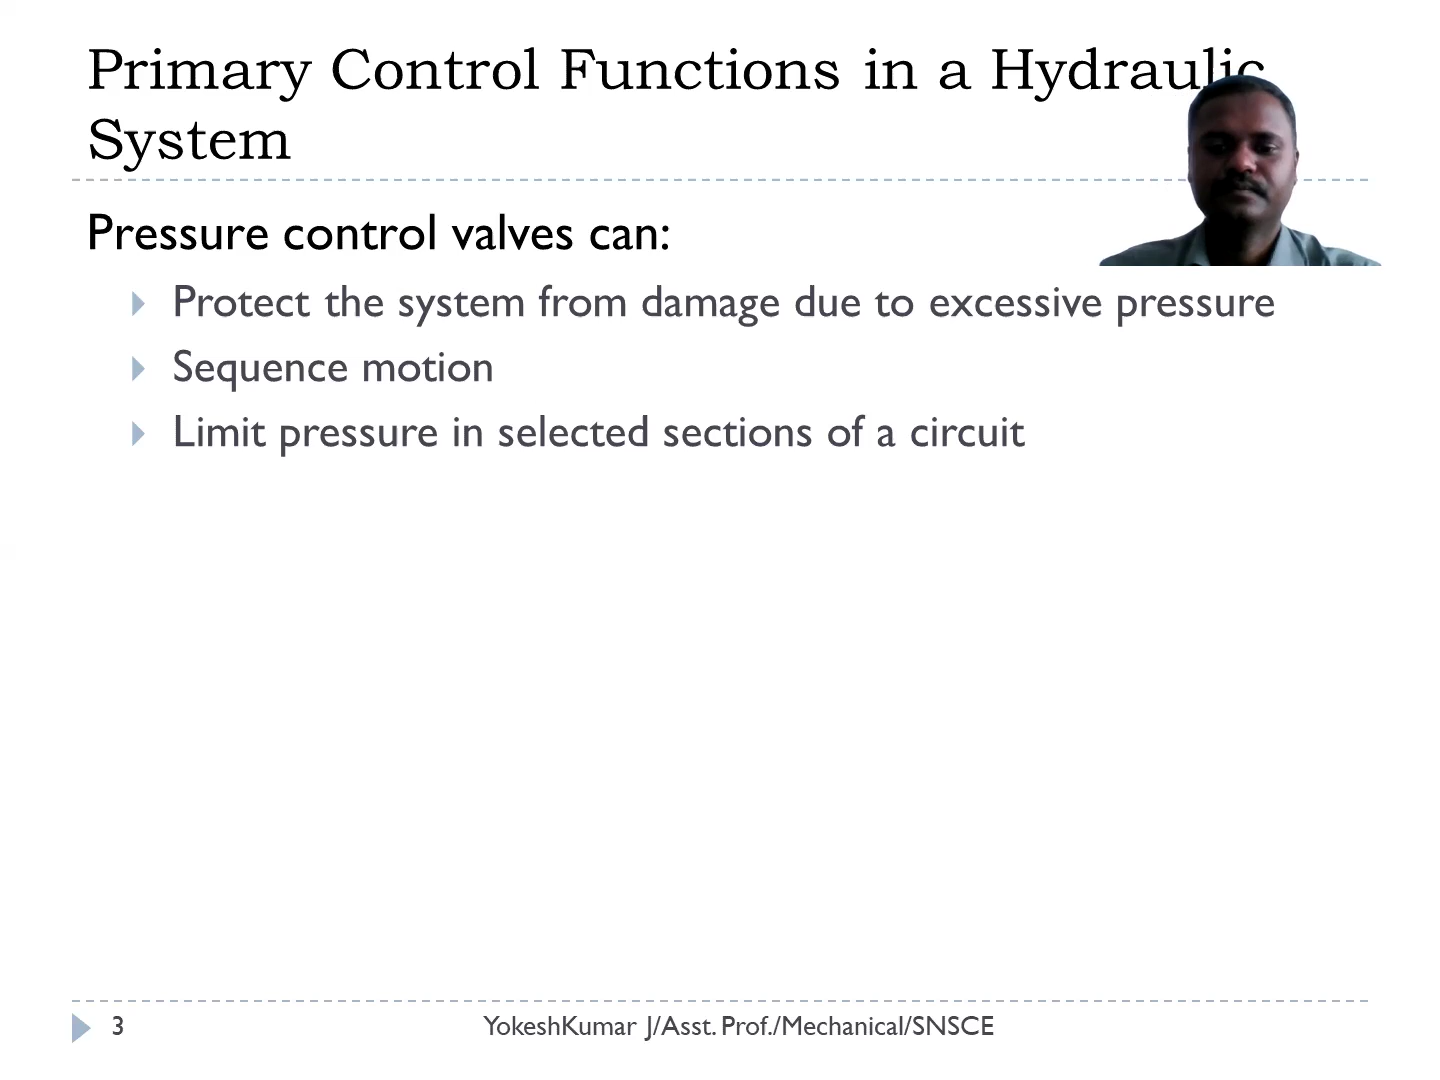 Primary Control Functions in a Hydraulic
System
Pressure control valves can:
Protect the system from damage due to excessive pressure
Sequence motion
Limit pressure in selected sections of a circuit
3
YokeshKumar J/Asst. Prof./Mechanical/SNSCE